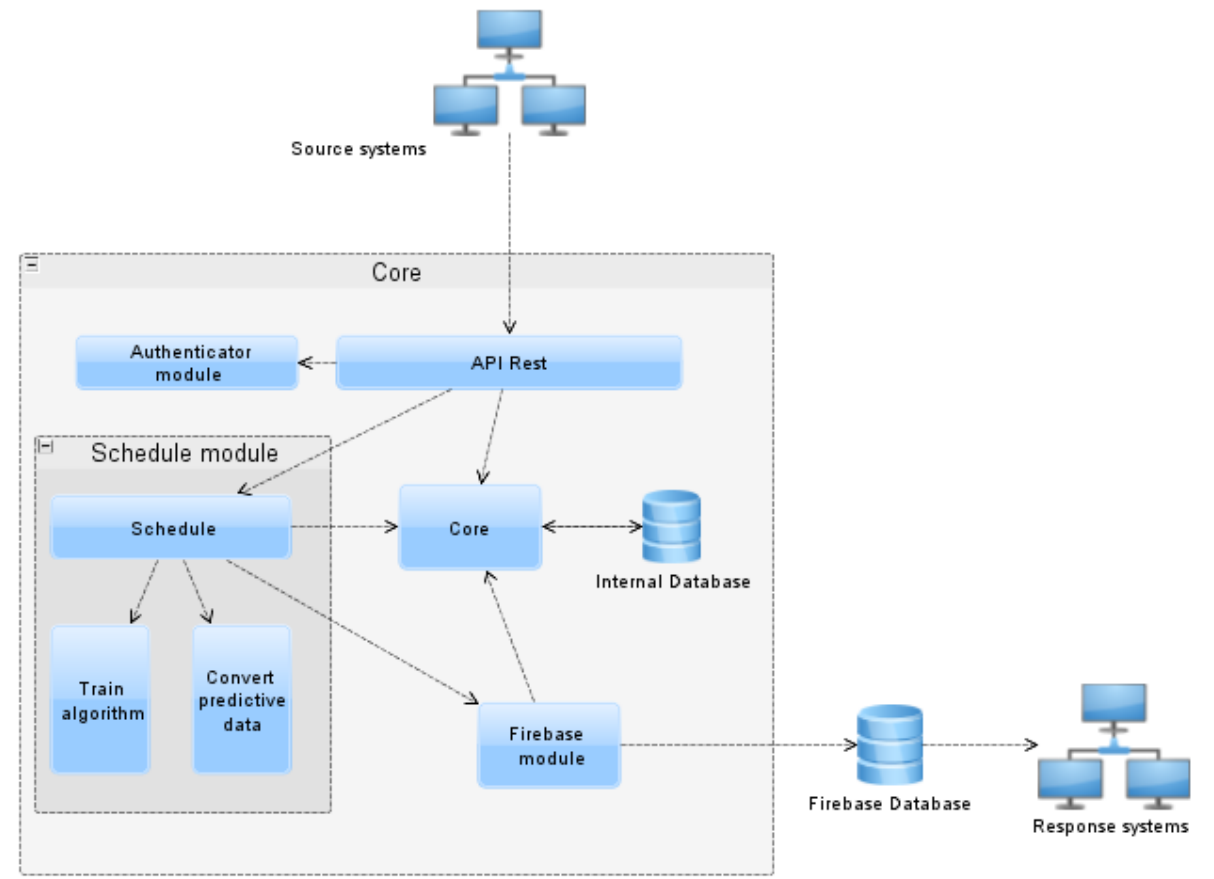 Source systems
Core
Authenticator
module
API Rest
Schedule module
Schedule
Core
Internal Database
Train
algorithm
Convert
predictive
data
Firebase
module
Firebase Database
Response systems